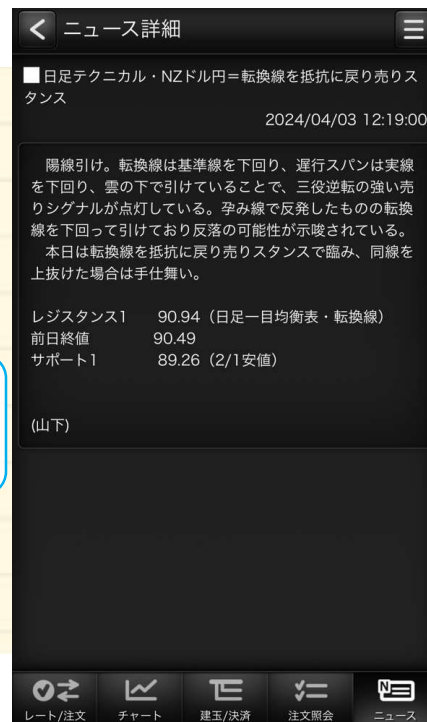 ニュース詳細
日足テクニカル・NZドル円=転換線を抵抗に戻り売りス
タンス
2024/04/03 12:19:00
陽線引け。転換線は基準線を下回り、遅行スパンは実線
を下回り、雲の下で引けていることで、三役逆転の強い売
りシグナルが点灯している。孕み線で反発したものの転換
線を下回って引けており反落の可能性が示唆されている。
本日は転換線を抵抗に戻り売りスタンスで臨み、同線を
上抜けた場合は手仕舞い。
レジスタンス1 90.94(日足一目均衡表・転換線)
前日終値 90.49
サポート1 89.26(2/1安値)
(山下)
レート/注文 チャート 建玉/決済 注文照会 ニュース